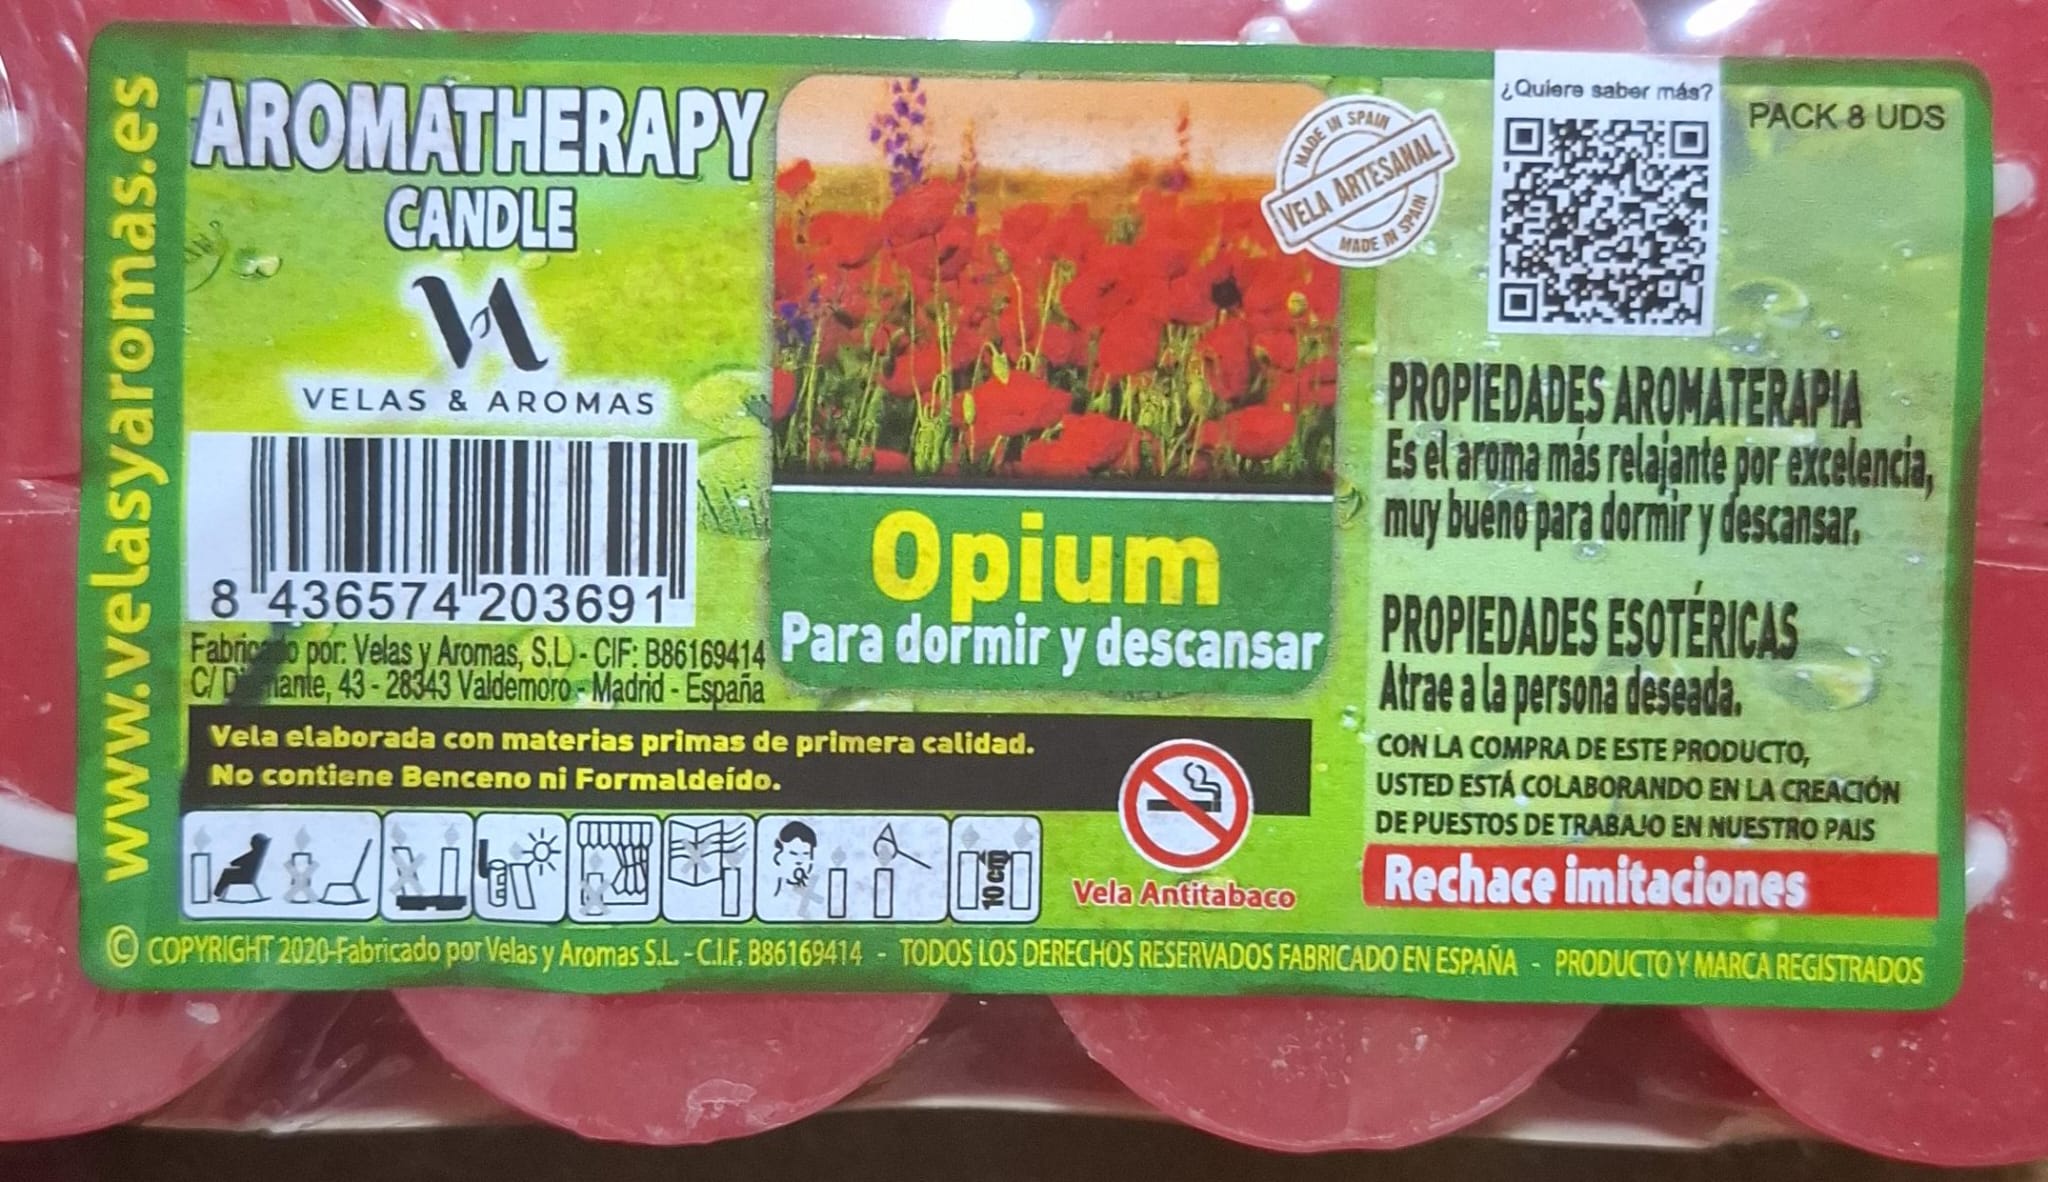 www.velasyaromas.es
AROMATHERAPY
CANDLE
VELAS & AROMAS
8 436574 203691
Fabricado por: Velas y Aromas, S.L - CIF: B86169414
C/ Diamante, 43 - 28343 Valdemoro - Madrid - España
MADE IN SPAIN
VELA ARTESANAL
MADE IN SPAIN
Opium
Para dormir y descansar
¿Quiere saber más?
PACK 8 UDS
PROPIEDADES AROMATERAPIA
Es el aroma más relajante por excelencia,
muy bueno para dormir y descansar.
PROPIEDADES ESOTÉRICAS
Atrae a la persona deseada.
CON LA COMPRA DE ESTE PRODUCTO,
USTED ESTÁ COLABORANDO EN LA CREACIÓN
DE PUESTOS DE TRABAJO EN NUESTRO PAIS
Rechace imitaciones
Vela elaborada con materias primas de primera calidad.
No contiene Benceno ni Formaldeído.
10 cm
Vela Antitabaco
© COPYRIGHT 2020-Fabricado por Velas y Aromas S.L. - C.I.F. B86169414 - TODOS LOS DERECHOS RESERVADOS FABRICADO EN ESPAÑA - PRODUCTO Y MARCA REGISTRADOS